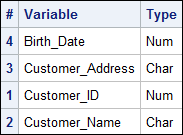 # Variable Type
4 Birth_Date Num
3 Customer_Address Char
1 Customer_ID Num
2 Customer_Name Char